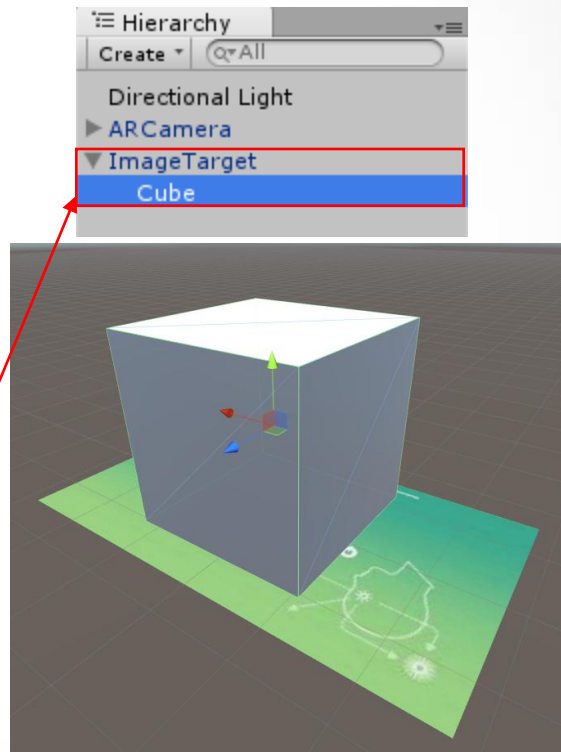 Hierarchy
Create All
Directional Light
ARCamera
ImageTarget
Cube